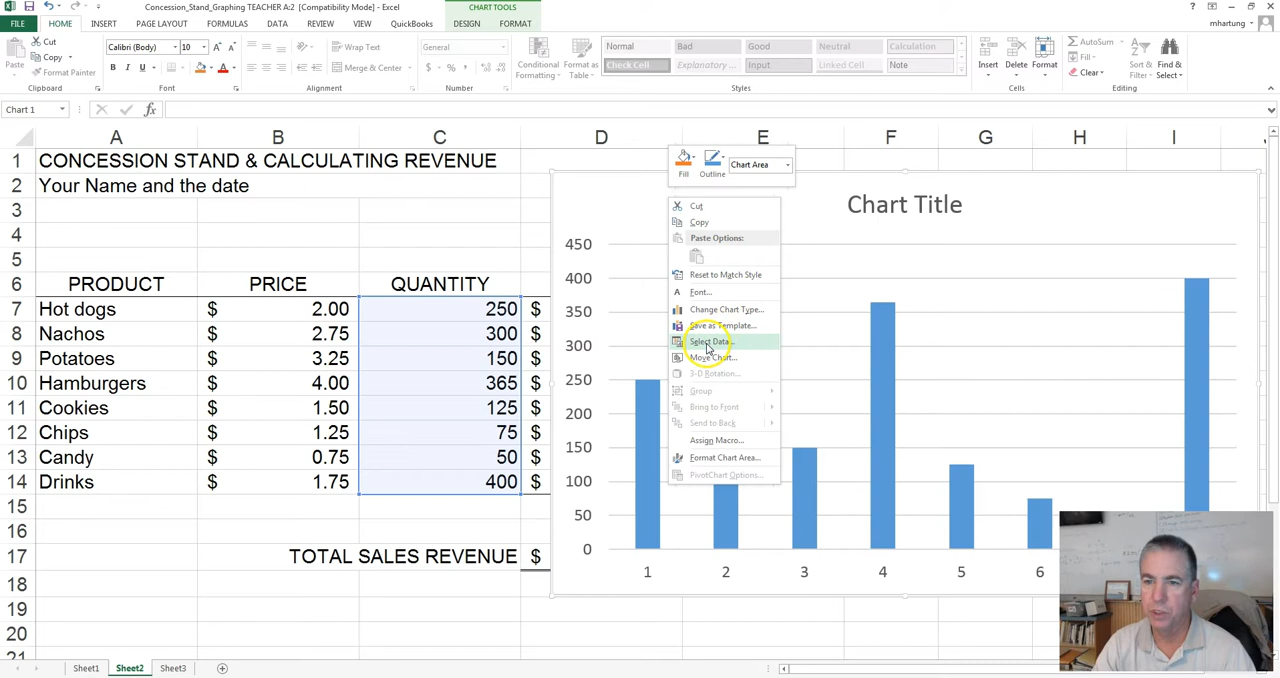 Concession_Stand_Graphing TEACHER A:2 [Compatibility Mode] - Excel
CHART TOOLS
FILE HOME INSERT PAGE LAYOUT FORMULAS DATA REVIEW VIEW QuickBooks DESIGN FORMAT
mhartung
Paste
Cut
Copy
Format Painter
Clipboard
Calibri (Body) 10
B I U
Font
Wrap Text
Merge & Center
Alignment
General
$ % ,
Number
Conditional Formatting
Format as Table
Normal Bad Good Neutral Calculation
Check Cell Explanatory ... Input Linked Cell Note
Styles
Insert Delete Format
Cells
AutoSum
Fill
Clear
Sort & Filter
Find & Select
Editing
Chart 1
fx
A B C D E F G H I
1 CONCESSION STAND & CALCULATING REVENUE
2 Your Name and the date
3
4
5
6 PRODUCT PRICE QUANTITY
7 Hot dogs $ 2.00 250 $
8 Nachos $ 2.75 300 $
9 Potatoes $ 3.25 150 $
10 Hamburgers $ 4.00 365 $
11 Cookies $ 1.50 125 $
12 Chips $ 1.25 75 $
13 Candy $ 0.75 50 $
14 Drinks $ 1.75 400 $
15
16
17 TOTAL SALES REVENUE $
18
19
20
21
Fill Outline Chart Area
Cut
Copy
Paste Options:
Reset to Match Style
Font...
Change Chart Type...
Save as Template...
Select Data...
Move Chart...
3-D Rotation...
Group
Bring to Front
Send to Back
Assign Macro...
Format Chart Area...
PivotChart Options...
Chart Title
450
400
350
300
250
200
150
100
50
0
1 2 3 4 5 6
Sheet1 Sheet2 Sheet3